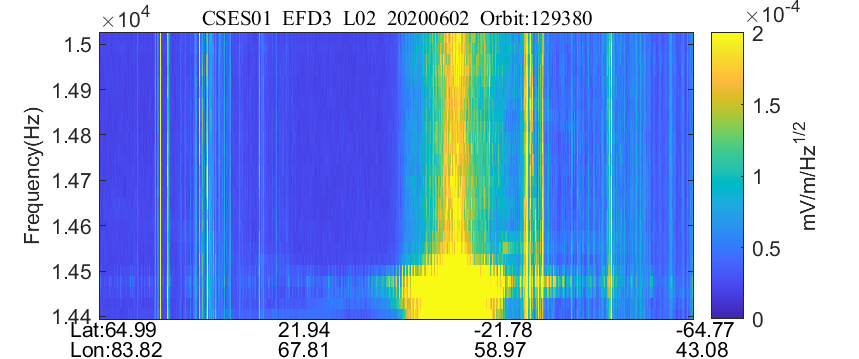 CSES01 EFD3 L02 20200602 Orbit:129380
×10⁴
×10⁻⁴
1.5
1.49
1.48
1.47
1.46
1.45
1.44
Frequency(Hz)
2
1.5
1
0.5
0
mV/m/Hz^1/2
Lat:64.99 21.94 -21.78 -64.77
Lon:83.82 67.81 58.97 43.08